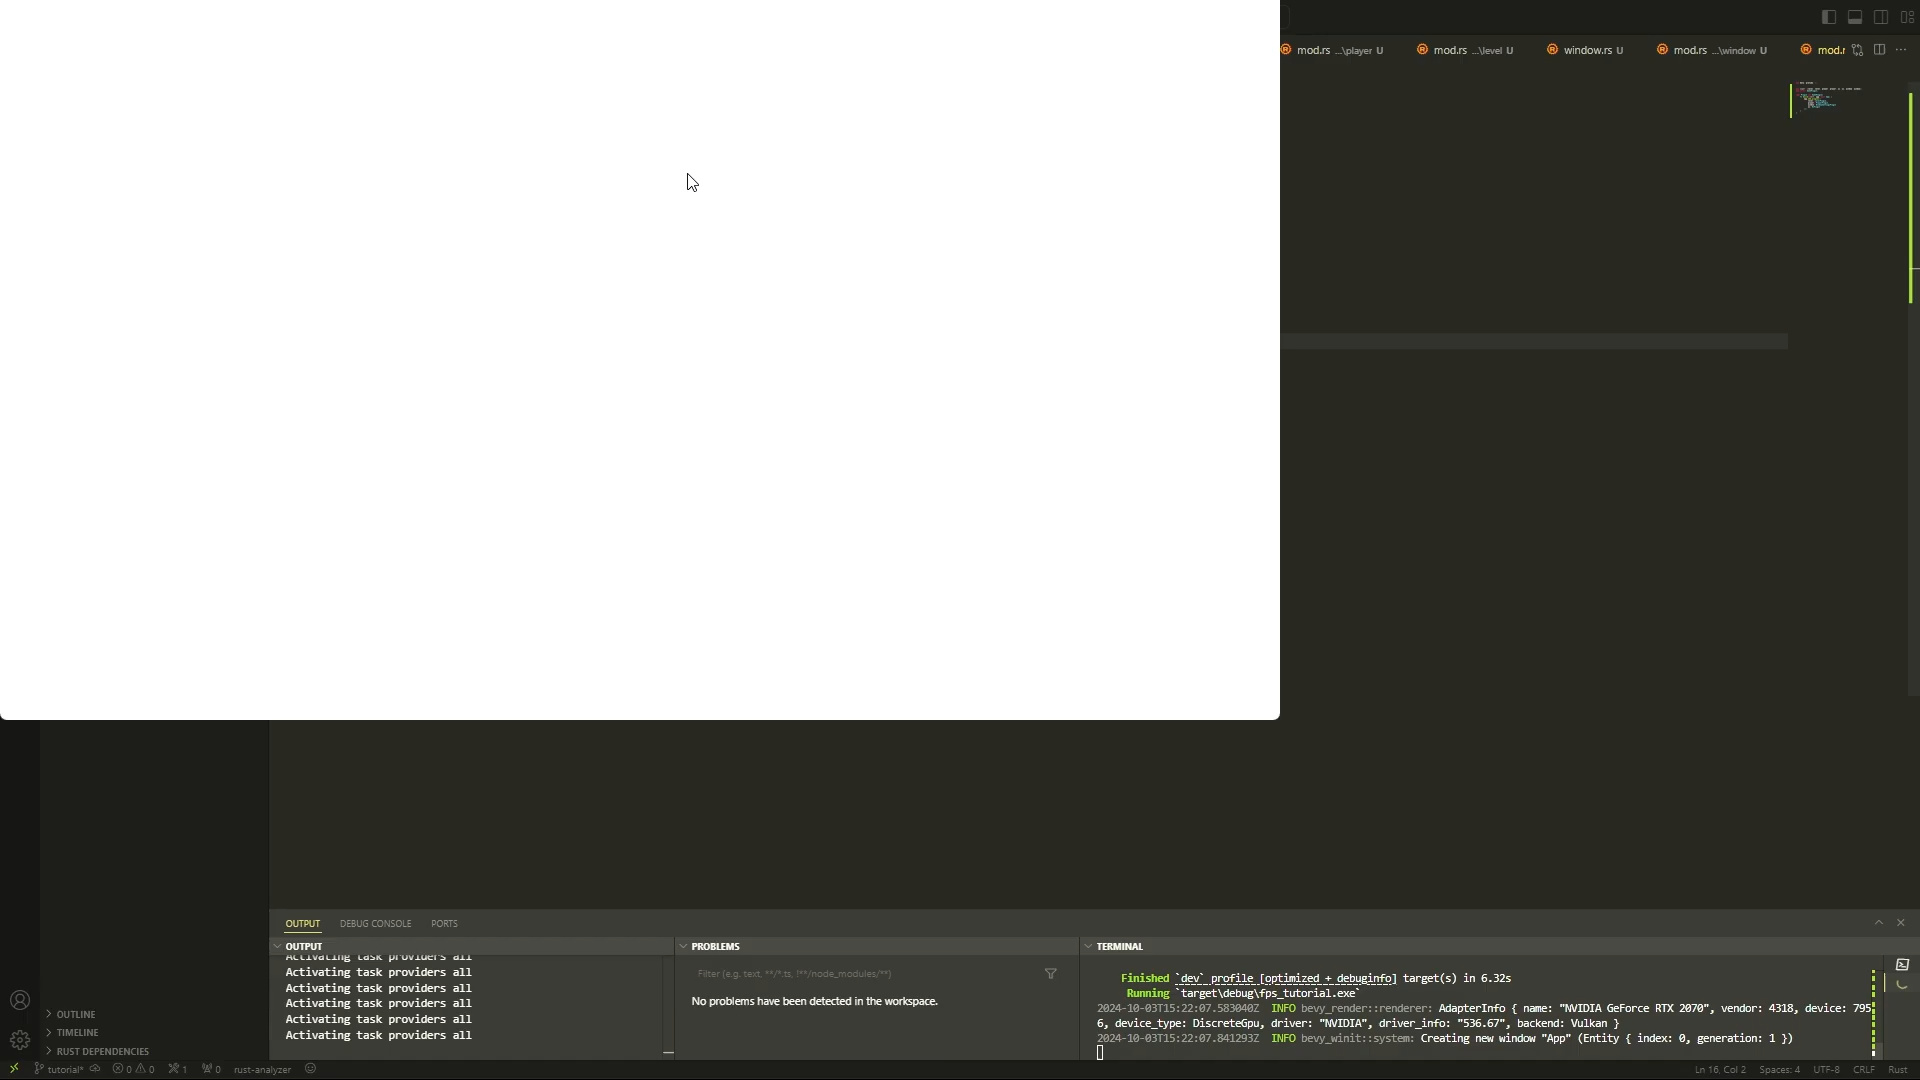 mod.rs ...\player U
mod.rs ...\level U
window.rs U
mod.rs ...\window U
mod.r
OUTPUT
DEBUG CONSOLE
PORTS
OUTPUT
Activating task providers all
Activating task providers all
Activating task providers all
Activating task providers all
Activating task providers all
Activating task providers all
PROBLEMS
Filter (e.g. text, **/*.ts, !**/node_modules/**)
No problems have been detected in the workspace.
TERMINAL
Finished `dev` profile [optimized + debuginfo] target(s) in 6.32s
Running `target\debug\fps_tutorial.exe`
2024-10-03T15:22:07.583040Z INFO bevy_render::renderer: AdapterInfo { name: "NVIDIA GeForce RTX 2070", vendor: 4318, device: 795
6, device_type: DiscreteGpu, driver: "NVIDIA", driver_info: "536.67", backend: Vulkan }
2024-10-03T15:22:07.841293Z INFO bevy_winit::system: Creating new window "App" (Entity { index: 0, generation: 1 })
OUTLINE
TIMELINE
RUST DEPENDENCIES
tutorial* 0 0 1 0 rust-analyzer
Ln 16, Col 2 Spaces: 4 UTF-8 CRLF Rust